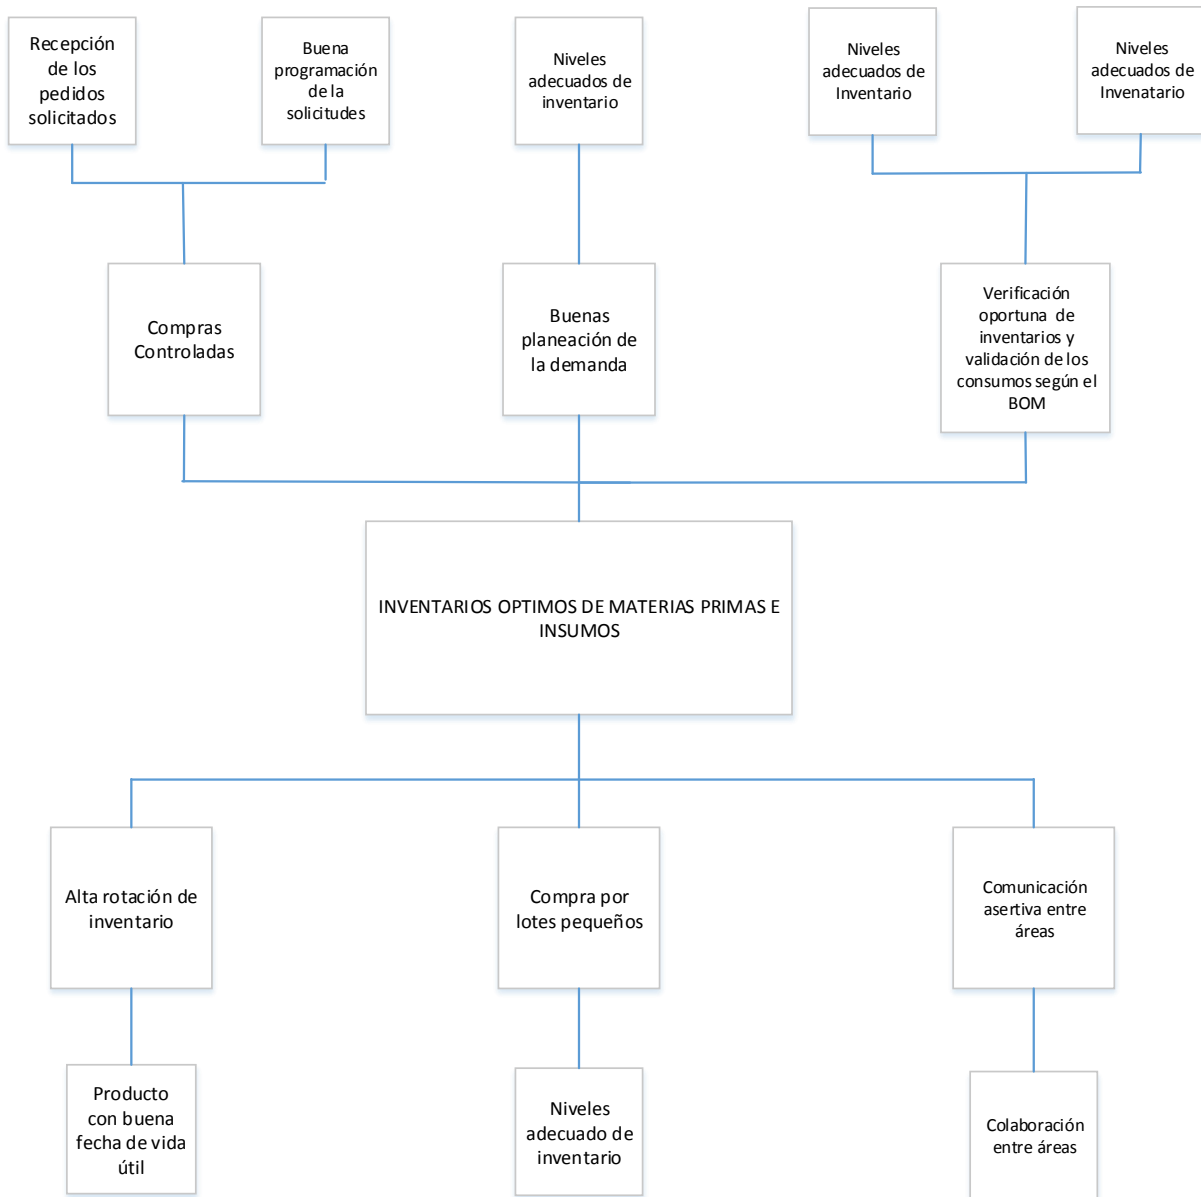 Recepción
de los
pedidos
solicitados
Buena
programación
de la
solicitudes
Niveles
adecuados de
inventario
Niveles
adecuados de
Inventario
Niveles
adecuados de
Invenatario
Compras
Controladas
Buenas
planeación de
la demanda
Verificación
oportuna de
inventarios y
validación de los
consumos según el
BOM
INVENTARIOS OPTIMOS DE MATERIAS PRIMAS E
INSUMOS
Alta rotación de
inventario
Compra por
lotes pequeños
Comunicación
asertiva entre
áreas
Producto
con buena
fecha de vida
útil
Niveles
adecuado de
inventario
Colaboración
entre áreas